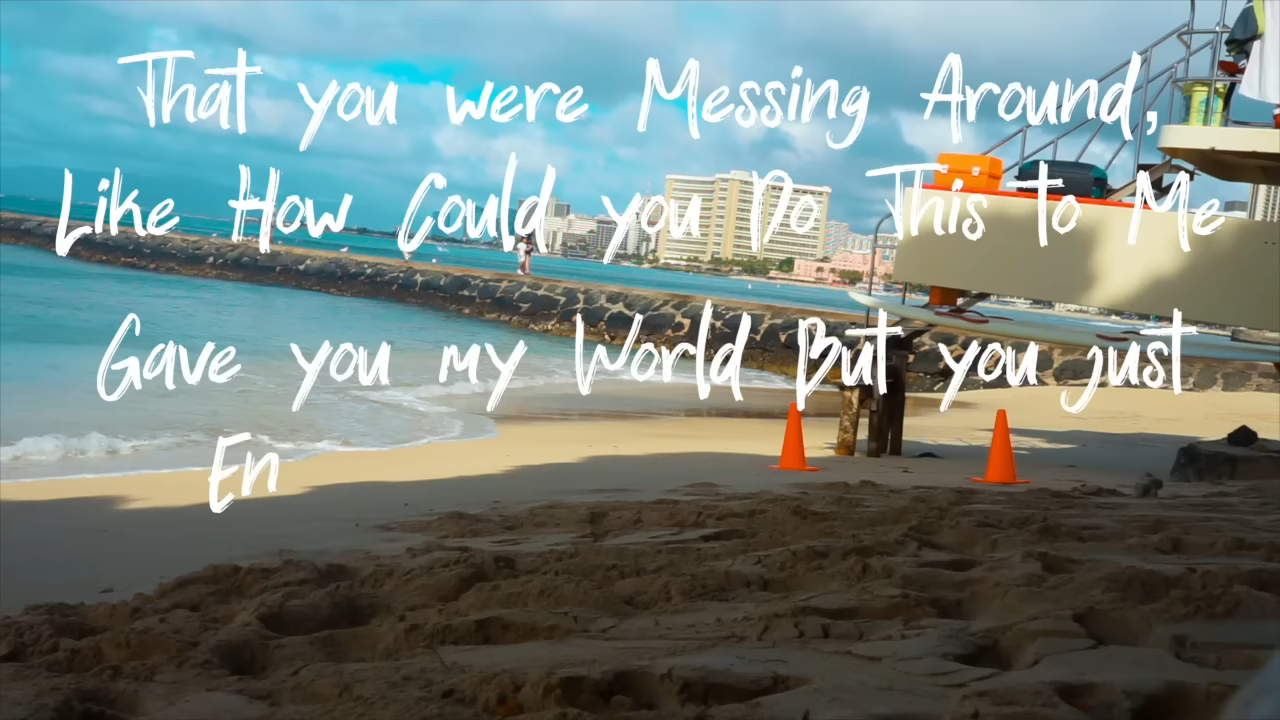 That you were Messing Around,
Like How Could you Do This to Me
Gave you my World But you just
En